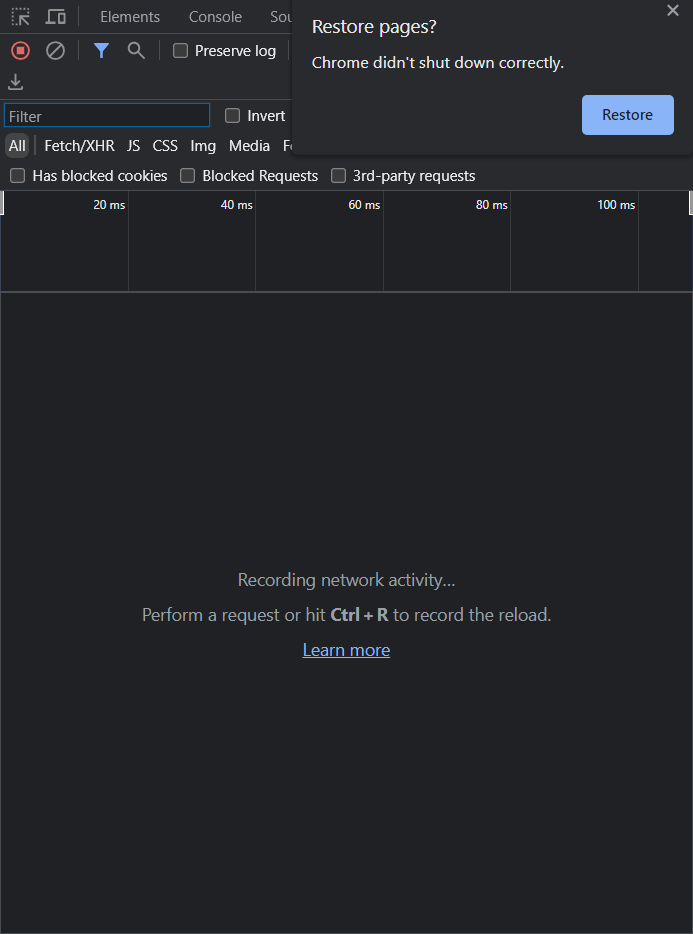 Elements Console Sou
Restore pages?
Chrome didn't shut down correctly.
Restore
Preserve log
Filter
Invert
All Fetch/XHR JS CSS Img Media
Has blocked cookies Blocked Requests 3rd-party requests
20 ms 40 ms 60 ms 80 ms 100 ms
Recording network activity…
Perform a request or hit Ctrl + R to record the reload.
Learn more